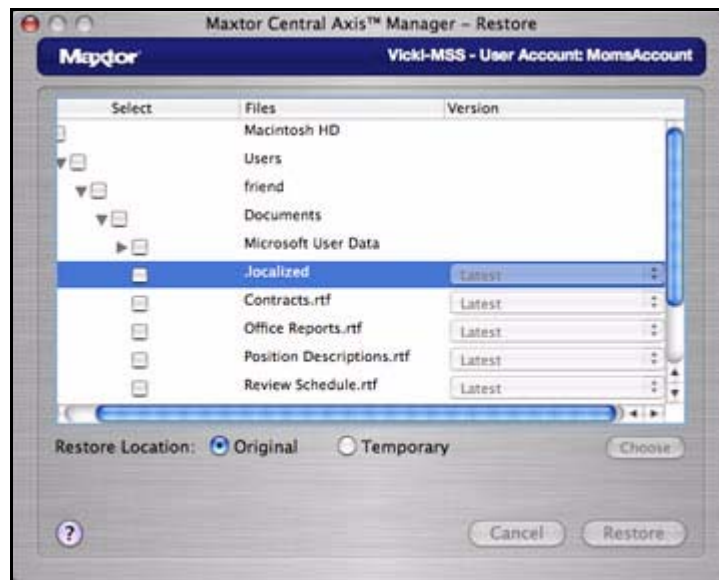 Maxtor Central Axis™ Manager – Restore
Maxtor Vicki-MSS - User Account: MomsAccount
Select Files Version
Macintosh HD
Users
friend
Documents
Microsoft User Data
.localized Latest
Contracts.rtf Latest
Office Reports.rtf Latest
Position Descriptions.rtf Latest
Review Schedule.rtf Latest
Restore Location: Original Temporary Choose
? Cancel Restore